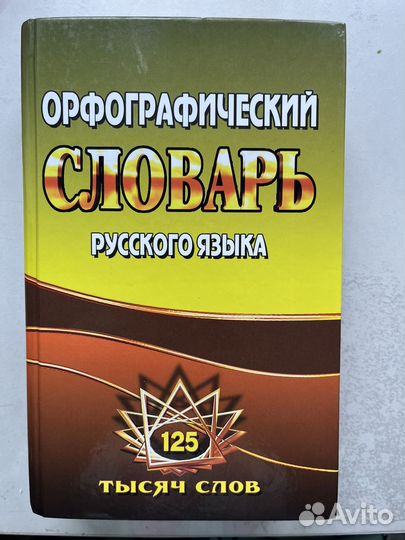 ОРФОГРАФИЧЕСКИЙ
СЛОВАРЬ
РУССКОГО ЯЗЫКА
125
ТЫСЯЧ СЛОВ
Avito